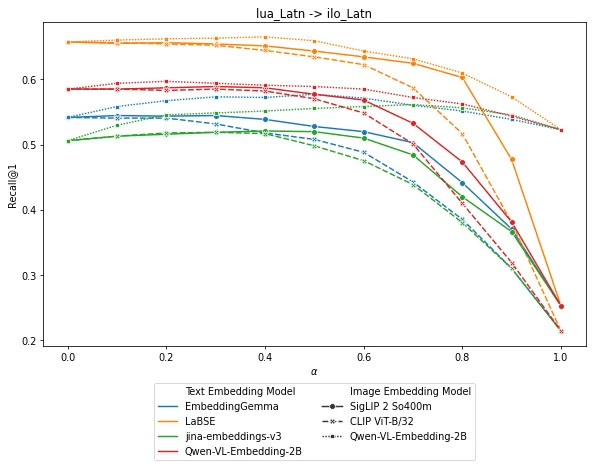 lua_Latn -> ilo_Latn
Recall@1
0.6
0.5
0.4
0.3
0.2
0.0 0.2 0.4 0.6 0.8 1.0
α
Text Embedding Model Image Embedding Model
EmbeddingGemma SigLIP 2 So400m
LaBSE CLIP ViT-B/32
jina-embeddings-v3 Qwen-VL-Embedding-2B
Qwen-VL-Embedding-2B